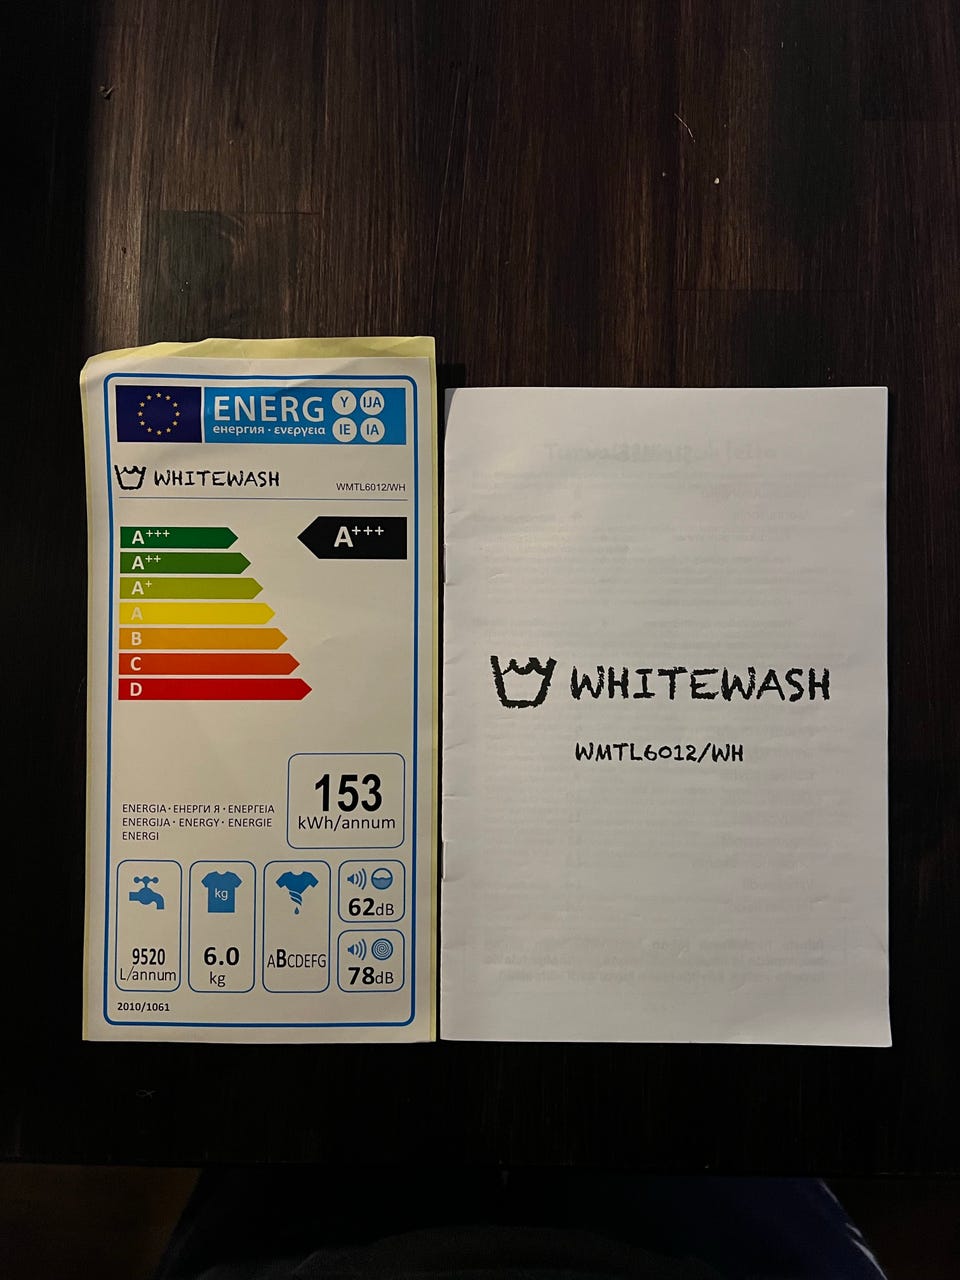 ENERG Y IJA
енергия · ενεργεια IE IA
WHITEWASH WMTL6012/WH
A+++
A++
A+
A
B
C
D
A+++
153
kWh/annum
ENERGIA · ЕНЕРГИ Я · ΕΝΕΡΓΕΙΑ
ENERGIJA · ENERGY · ENERGIE
ENERGI
9520
L/annum
kg
6.0
kg
ABCDEFG
62dB
78dB
2010/1061
WHITEWASH
WMTL6012/WH